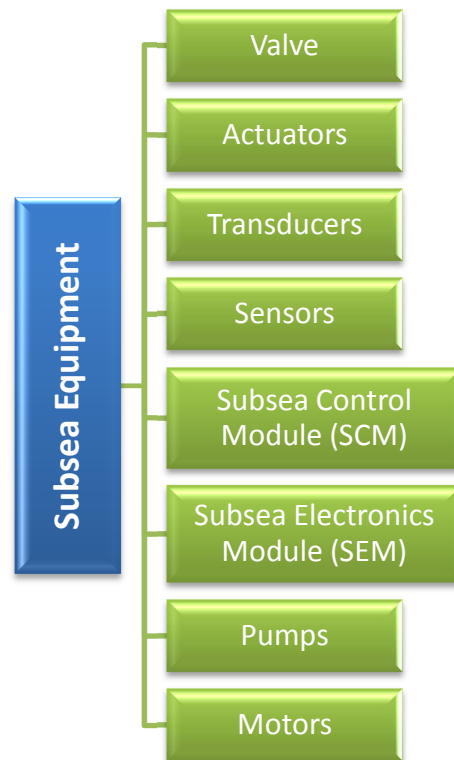 Subsea Equipment
Valve
Actuators
Transducers
Sensors
Subsea Control
Module (SCM)
Subsea Electronics
Module (SEM)
Pumps
Motors